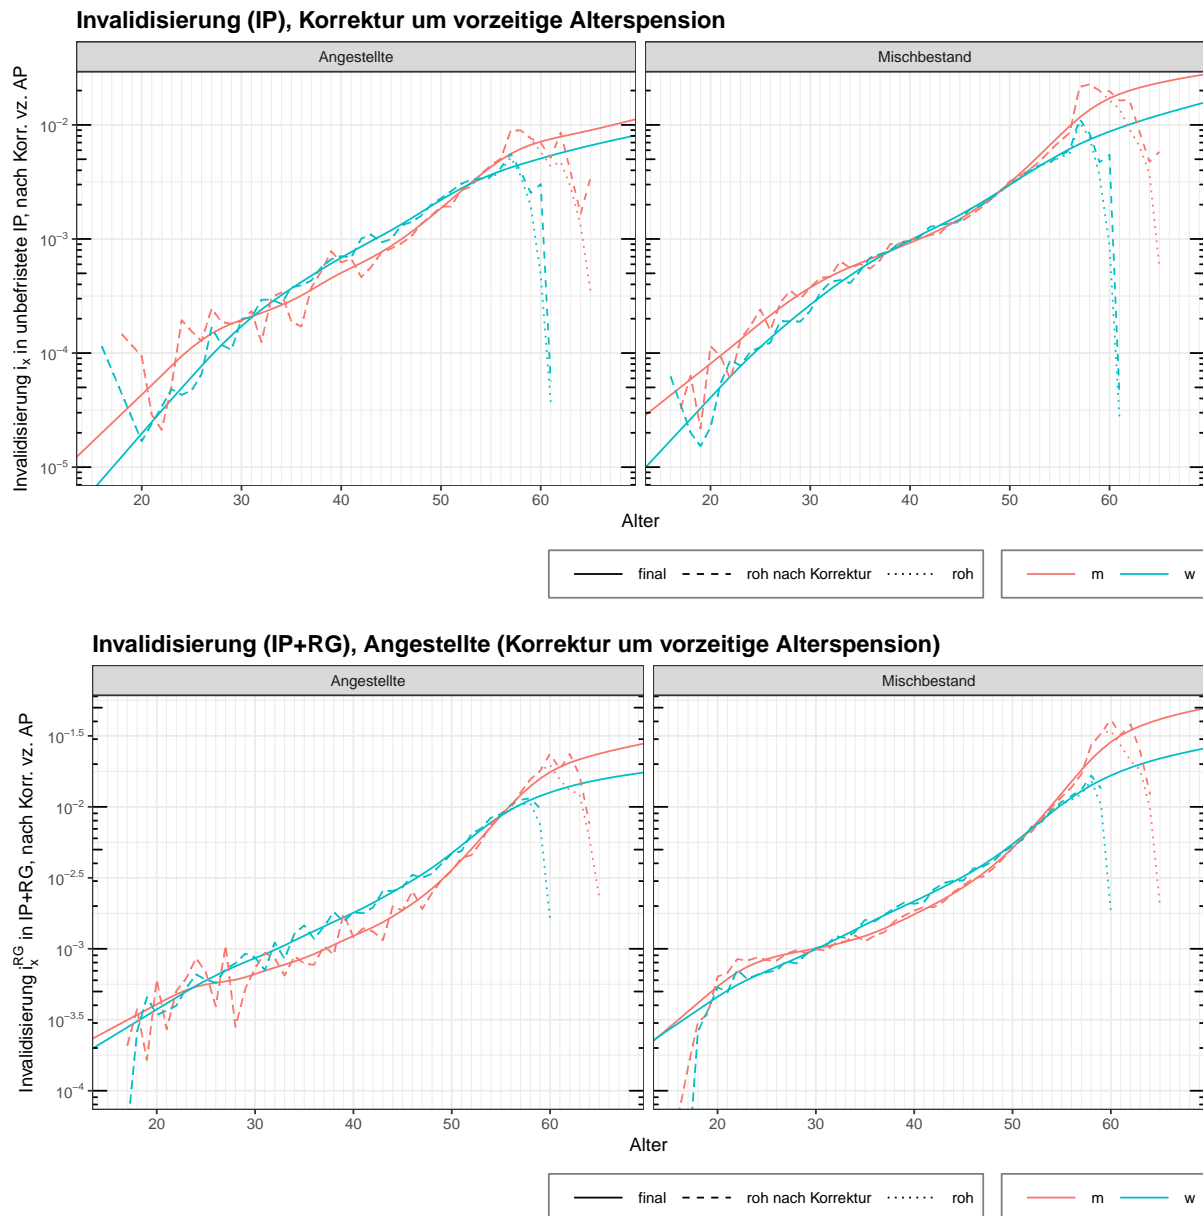 Invalidisierung (IP), Korrektur um vorzeitige Alterspension
Angestellte
Mischbestand
Invalidisierung i_x in unbefristete IP, nach Korr. vz. AP
10^−2
10^−3
10^−4
10^−5
20 30 40 50 60
20 30 40 50 60
Alter
final roh nach Korrektur roh
m w
Invalidisierung (IP+RG), Angestellte (Korrektur um vorzeitige Alterspension)
Angestellte
Mischbestand
Invalidisierung i_x^RG in IP+RG, nach Korr. vz. AP
10^−1.5
10^−2
10^−2.5
10^−3
10^−3.5
10^−4
20 30 40 50 60
20 30 40 50 60
Alter
final roh nach Korrektur roh
m w